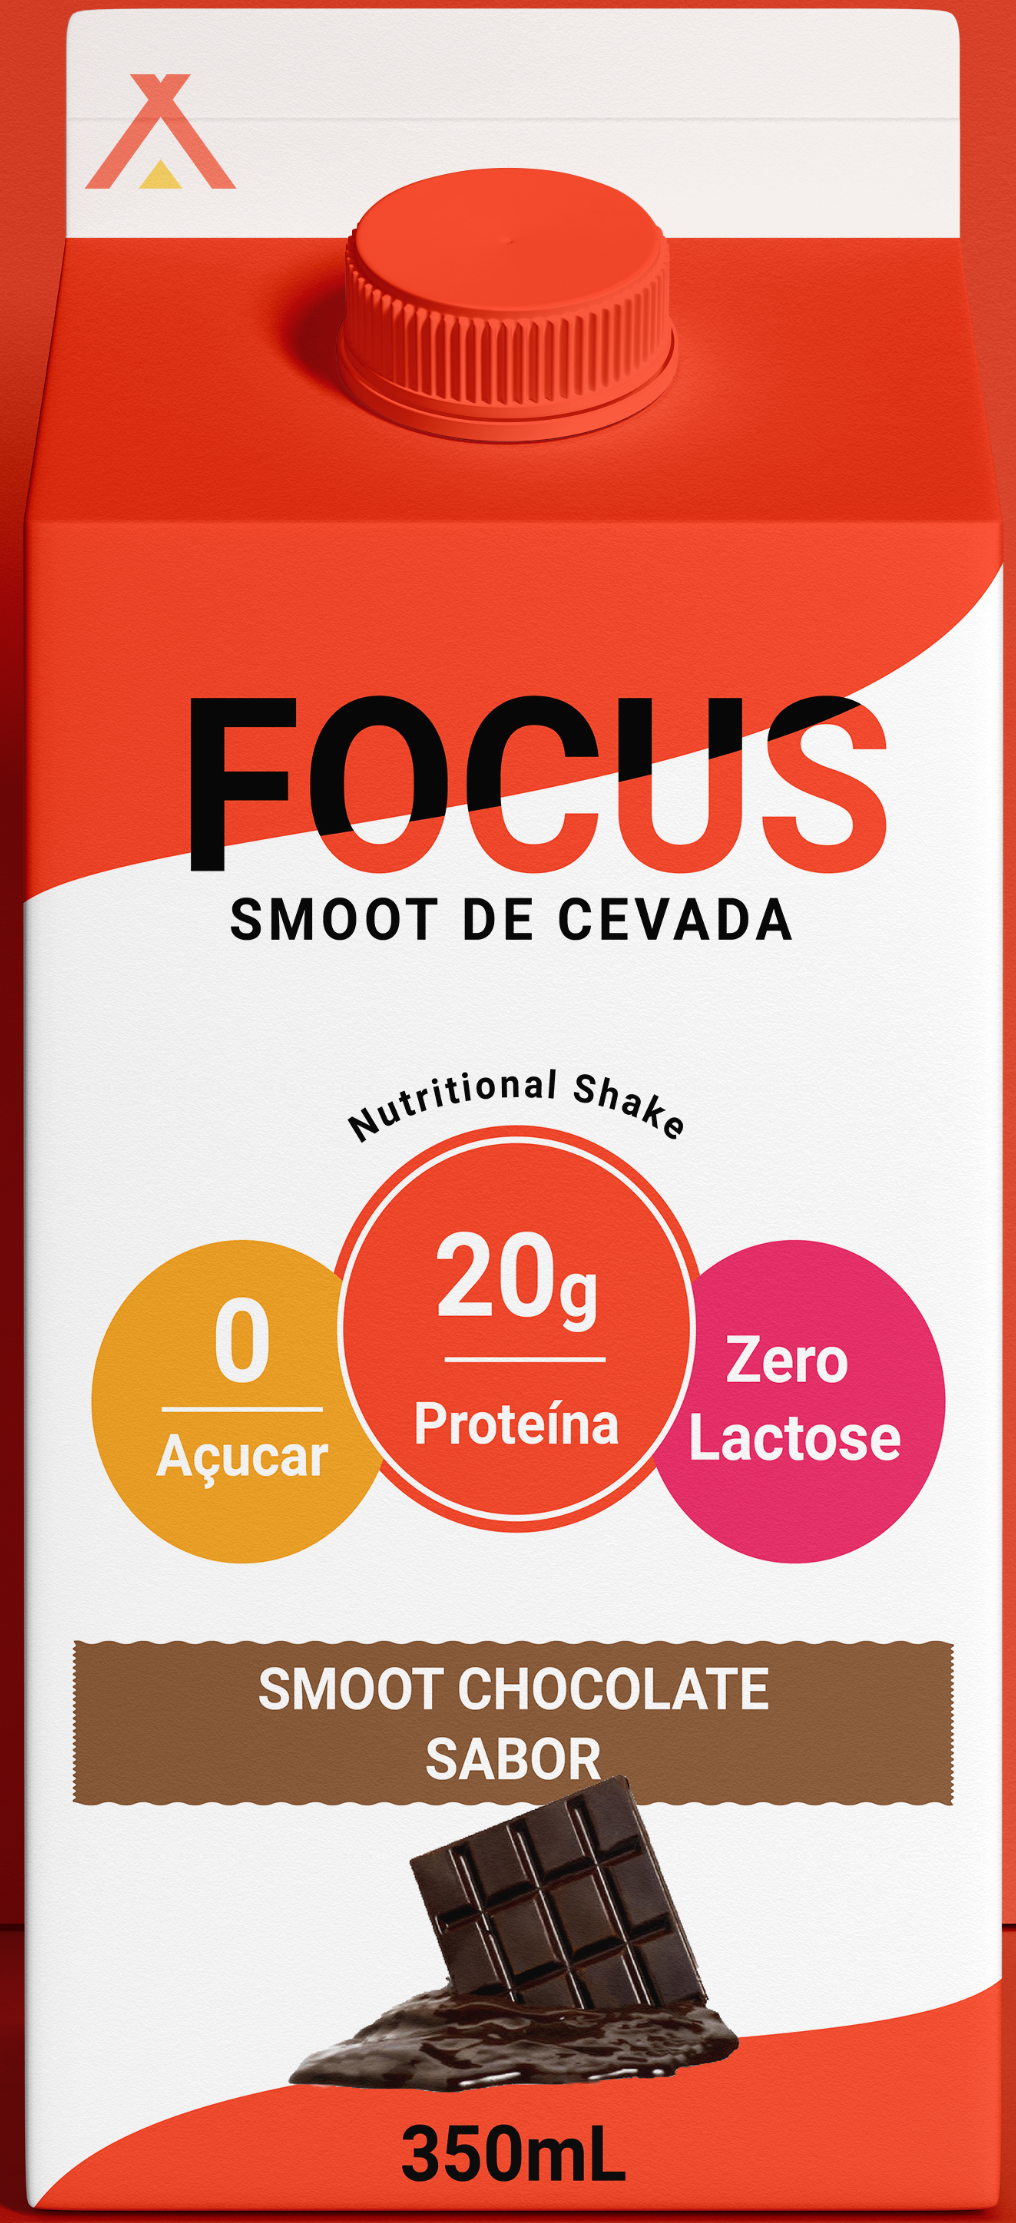 FOCUS
SMOOT DE CEVADA
Nutritional Shake
0
Açucar
20g
Proteína
Zero
Lactose
SMOOT CHOCOLATE
SABOR
350mL